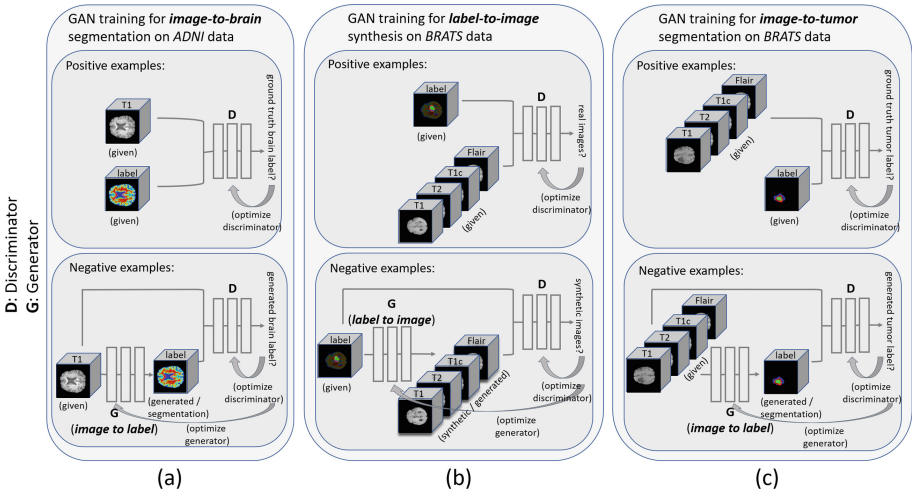 D: Discriminator
G: Generator
GAN training for image-to-brain
segmentation on ADNI data
Positive examples:
T1
(given)
label
(given)
D
ground truth brain label?
(optimize
discriminator)
Negative examples:
T1
(given)
G
(image to label)
label
(generated /
segmentation)
D
generated brain label?
(optimize
discriminator)
(optimize
generator)
(a)
GAN training for label-to-image
synthesis on BRATS data
Positive examples:
label
(given)
Flair
T1c
T2
T1
(given)
D
real images?
(optimize
discriminator)
Negative examples:
G
(label to image)
label
(given)
Flair
T1c
T2
T1
(synthetic / generated)
D
synthetic images?
(optimize
discriminator)
(optimize
generator)
(b)
GAN training for image-to-tumor
segmentation on BRATS data
Positive examples:
Flair
T1c
T2
T1
(given)
label
(given)
D
ground truth tumor label?
(optimize
discriminator)
Negative examples:
Flair
T1c
T2
T1
(given)
G
(image to label)
label
(generated /
segmentation)
D
generated tumor label?
(optimize
discriminator)
(optimize
generator)
(c)